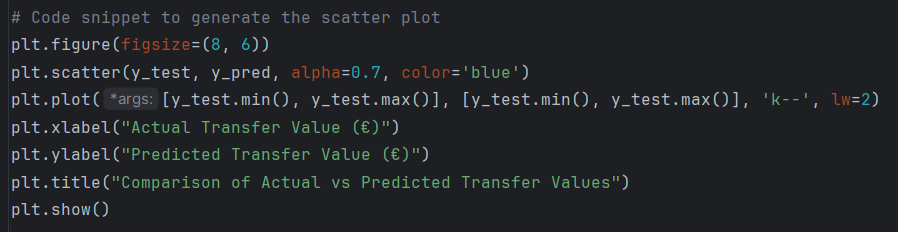 # Code snippet to generate the scatter plot
plt.figure(figsize=(8, 6))
plt.scatter(y_test, y_pred, alpha=0.7, color='blue')
plt.plot( *args: [y_test.min(), y_test.max()], [y_test.min(), y_test.max()], 'k--', lw=2)
plt.xlabel("Actual Transfer Value (€)")
plt.ylabel("Predicted Transfer Value (€)")
plt.title("Comparison of Actual vs Predicted Transfer Values")
plt.show()